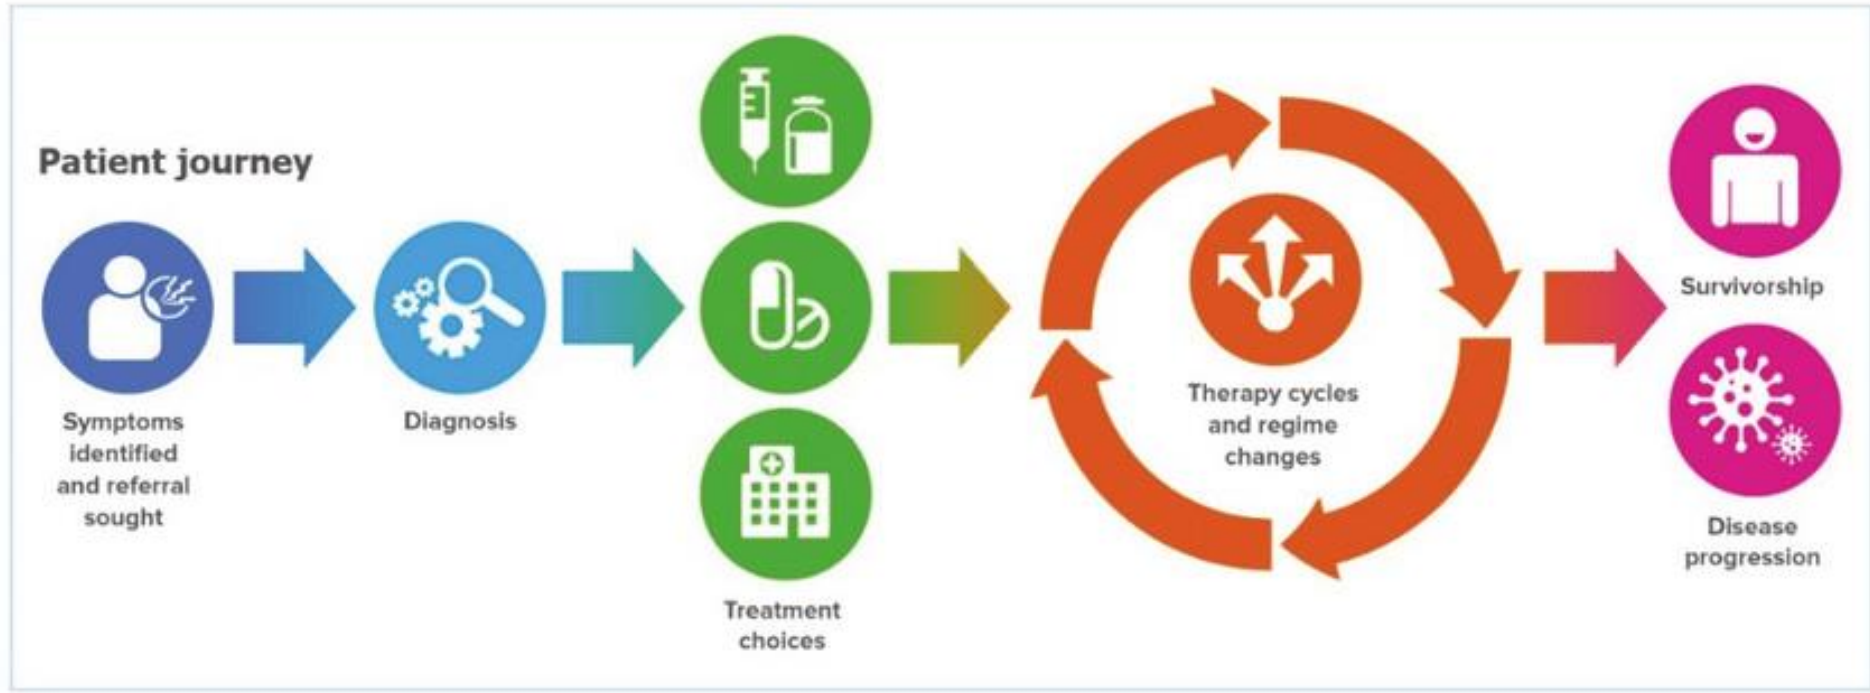 Patient journey
Symptoms
identified
and referral
sought
Diagnosis
Treatment
choices
Therapy cycles
and regime
changes
Survivorship
Disease
progression